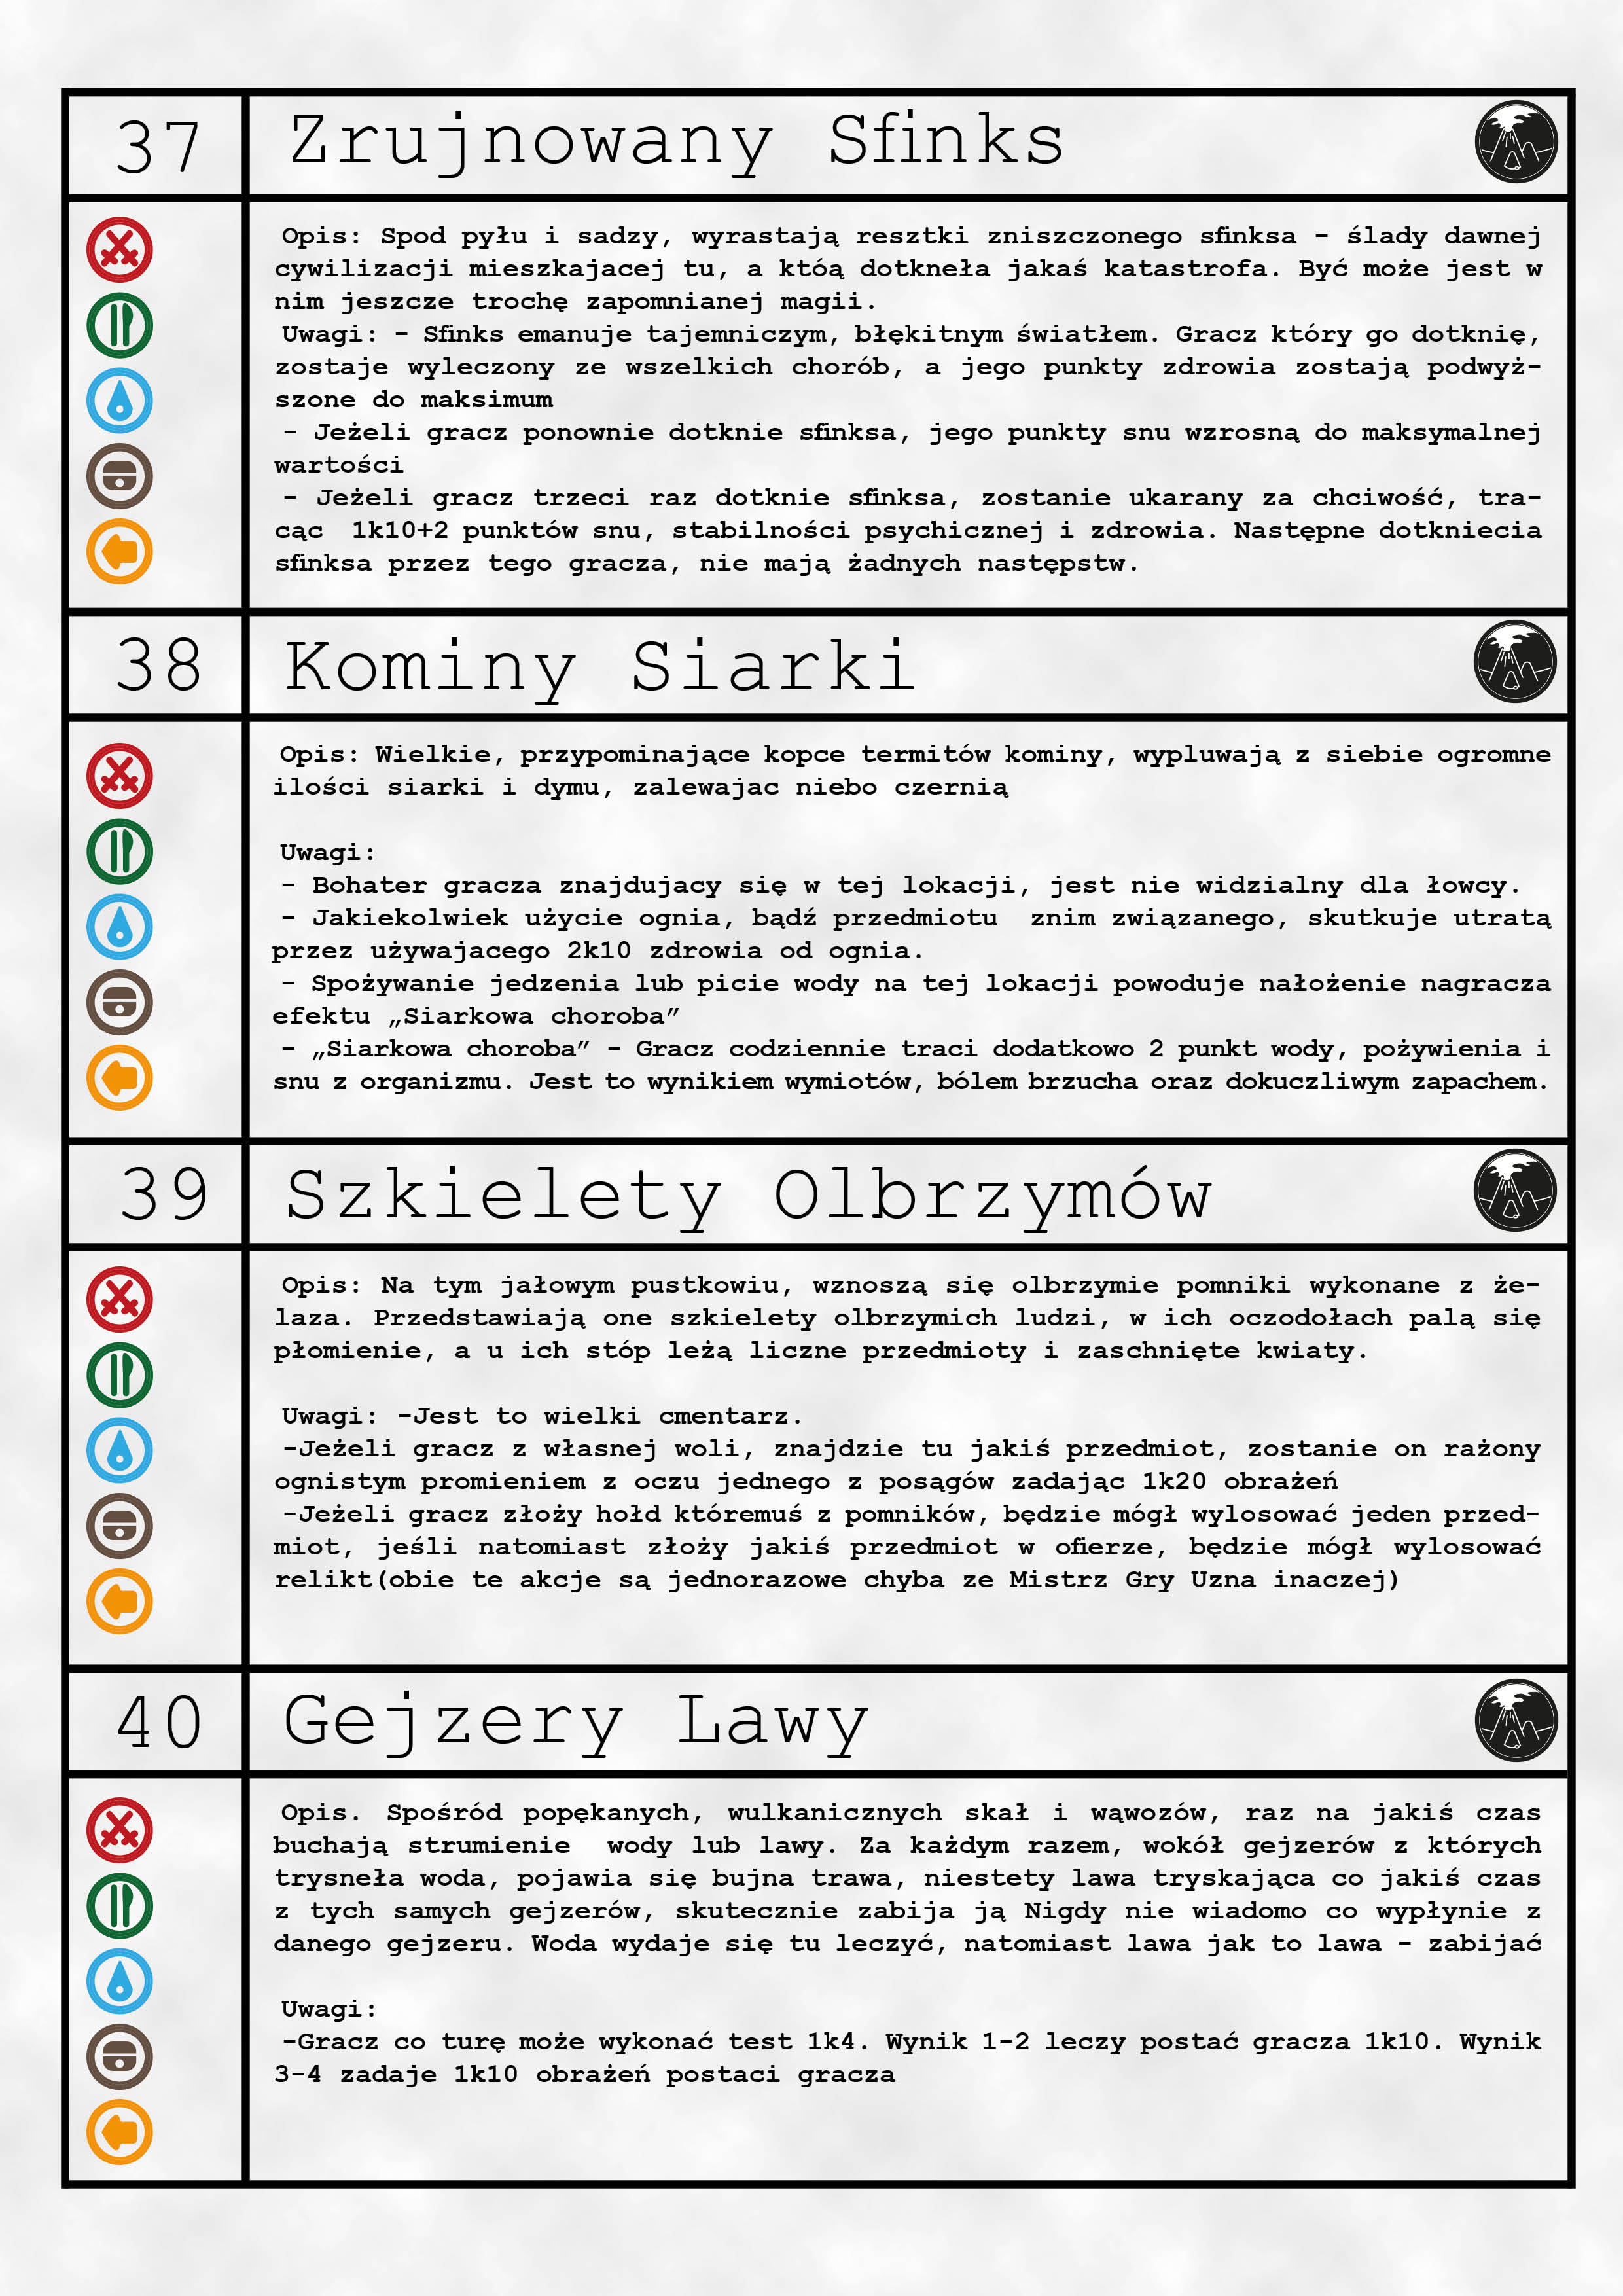 37
Zrujnowany Sfinks
Opis: Spod pyłu i sadzy, wyrastają resztki zniszczonego sfinksa - ślady dawnej
cywilizacji mieszkajacej tu, a któą dotkneła jakaś katastrofa. Być może jest w
nim jeszcze trochę zapomnianej magii.
Uwagi: - Sfinks emanuje tajemniczym, błękitnym światłem. Gracz który go dotknię,
zostaje wyleczony ze wszelkich chorób, a jego punkty zdrowia zostają podwyż-
szone do maksimum
- Jeżeli gracz ponownie dotknie sfinksa, jego punkty snu wzrosną do maksymalnej
wartości
- Jeżeli gracz trzeci raz dotknie sfinksa, zostanie ukarany za chciwość, tra-
cąc  1k10+2 punktów snu, stabilności psychicznej i zdrowia. Następne dotkniecia
sfinksa przez tego gracza, nie mają żadnych następstw.
38
Kominy Siarki
Opis: Wielkie, przypominające kopce termitów kominy, wypluwają z siebie ogromne
ilości siarki i dymu, zalewajac niebo czernią
Uwagi:
- Bohater gracza znajdujacy się w tej lokacji, jest nie widzialny dla łowcy.
- Jakiekolwiek użycie ognia, bądź przedmiotu  znim związanego, skutkuje utratą
przez używajacego 2k10 zdrowia od ognia.
- Spożywanie jedzenia lub picie wody na tej lokacji powoduje nałożenie nagracza
efektu „Siarkowa choroba”
- „Siarkowa choroba” - Gracz codziennie traci dodatkowo 2 punkt wody, pożywienia i
snu z organizmu. Jest to wynikiem wymiotów, bólem brzucha oraz dokuczliwym zapachem.
39
Szkielety Olbrzymów
Opis: Na tym jałowym pustkowiu, wznoszą się olbrzymie pomniki wykonane z że-
laza. Przedstawiają one szkielety olbrzymich ludzi, w ich oczodołach palą się
płomienie, a u ich stóp leżą liczne przedmioty i zaschnięte kwiaty.
Uwagi: -Jest to wielki cmentarz.
-Jeżeli gracz z własnej woli, znajdzie tu jakiś przedmiot, zostanie on rażony
ognistym promieniem z oczu jednego z posągów zadając 1k20 obrażeń
-Jeżeli gracz złoży hołd któremuś z pomników, będzie mógł wylosować jeden przed-
miot, jeśli natomiast złoży jakiś przedmiot w ofierze, będzie mógł wylosować
relikt(obie te akcje są jednorazowe chyba ze Mistrz Gry Uzna inaczej)
40
Gejzery Lawy
Opis. Spośród popękanych, wulkanicznych skał i wąwozów, raz na jakiś czas
buchają strumienie  wody lub lawy. Za każdym razem, wokół gejzerów z których
trysneła woda, pojawia się bujna trawa, niestety lawa tryskająca co jakiś czas
z tych samych gejzerów, skutecznie zabija ją Nigdy nie wiadomo co wypłynie z
danego gejzeru. Woda wydaje się tu leczyć, natomiast lawa jak to lawa - zabijać
Uwagi:
-Gracz co turę może wykonać test 1k4. Wynik 1-2 leczy postać gracza 1k10. Wynik
3-4 zadaje 1k10 obrażeń postaci gracza